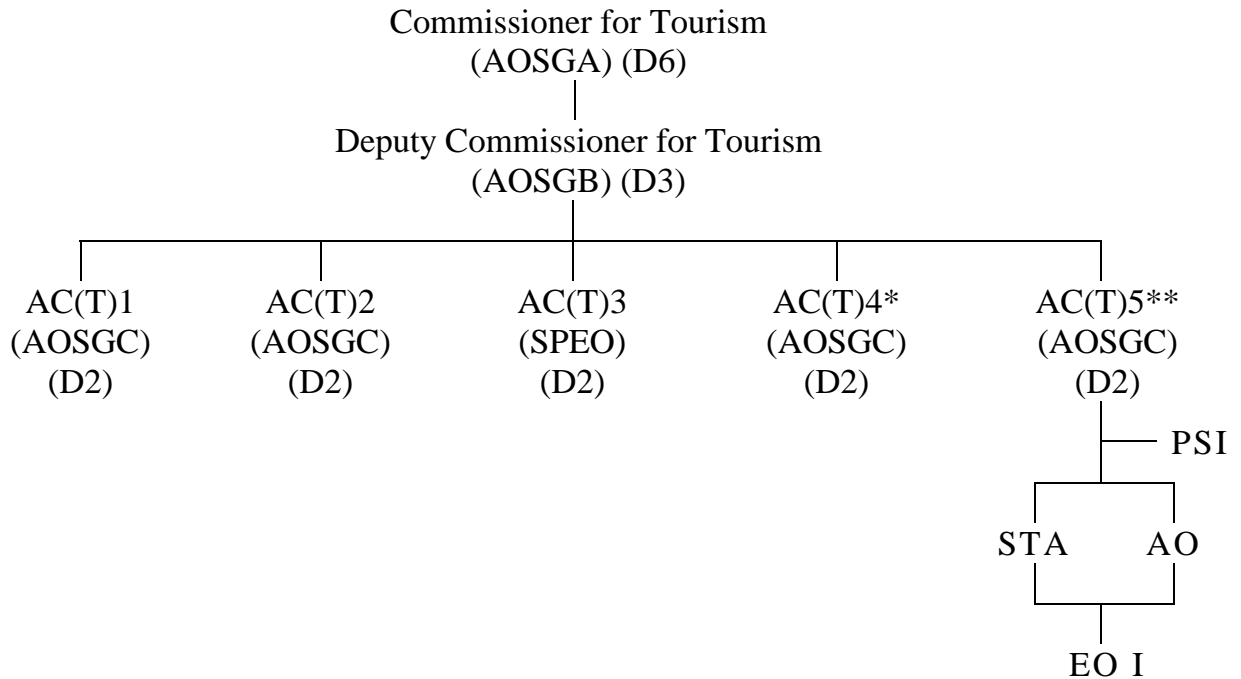 Commissioner for Tourism
(AOSGA) (D6)
Deputy Commissioner for Tourism
(AOSGB) (D3)
AC(T)1 AC(T)2 AC(T)3 AC(T)4* AC(T)5**
(AOSGC) (AOSGC) (SPEO) (AOSGC) (AOSGC)
(D2) (D2) (D2) (D2) (D2)
PSI
STA AO
EO I